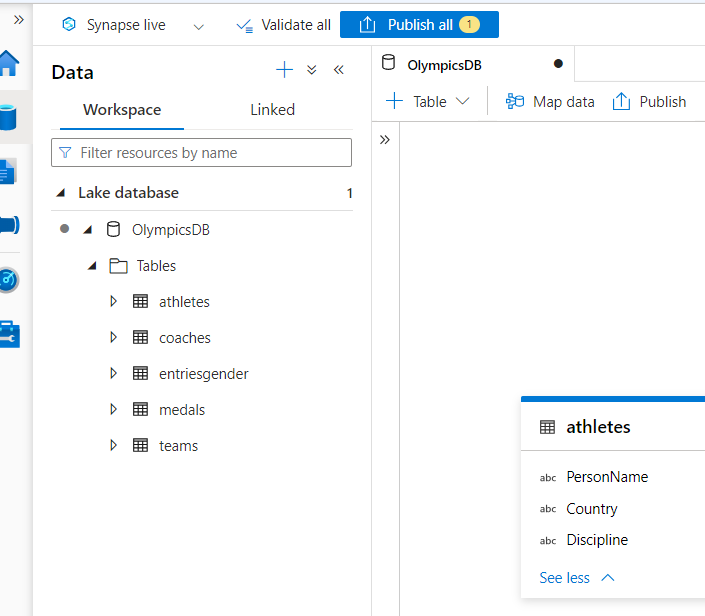 Synapse live
Validate all
Publish all 1
Data
Workspace
Linked
Filter resources by name
Lake database 1
OlympicsDB
Tables
athletes
coaches
entriesgender
medals
teams
OlympicsDB
Table
Map data
Publish
athletes
abc PersonName
abc Country
abc Discipline
See less